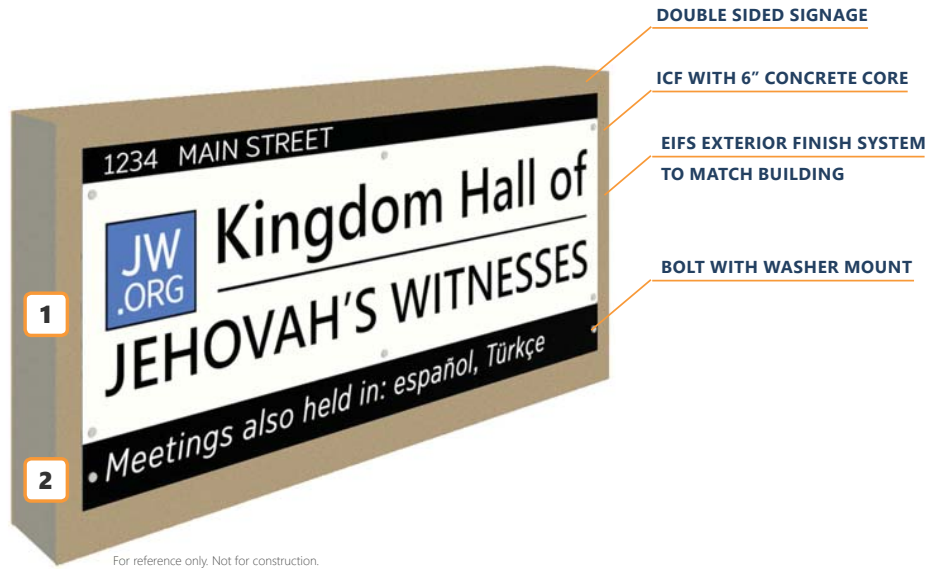 DOUBLE SIDED SIGNAGE
ICF WITH 6” CONCRETE CORE
EIFS EXTERIOR FINISH SYSTEM
TO MATCH BUILDING
BOLT WITH WASHER MOUNT
1234 MAIN STREET
JW
.ORG
Kingdom Hall of
JEHOVAH'S WITNESSES
Meetings also held in: español, Türkçe
1
2
For reference only. Not for construction.